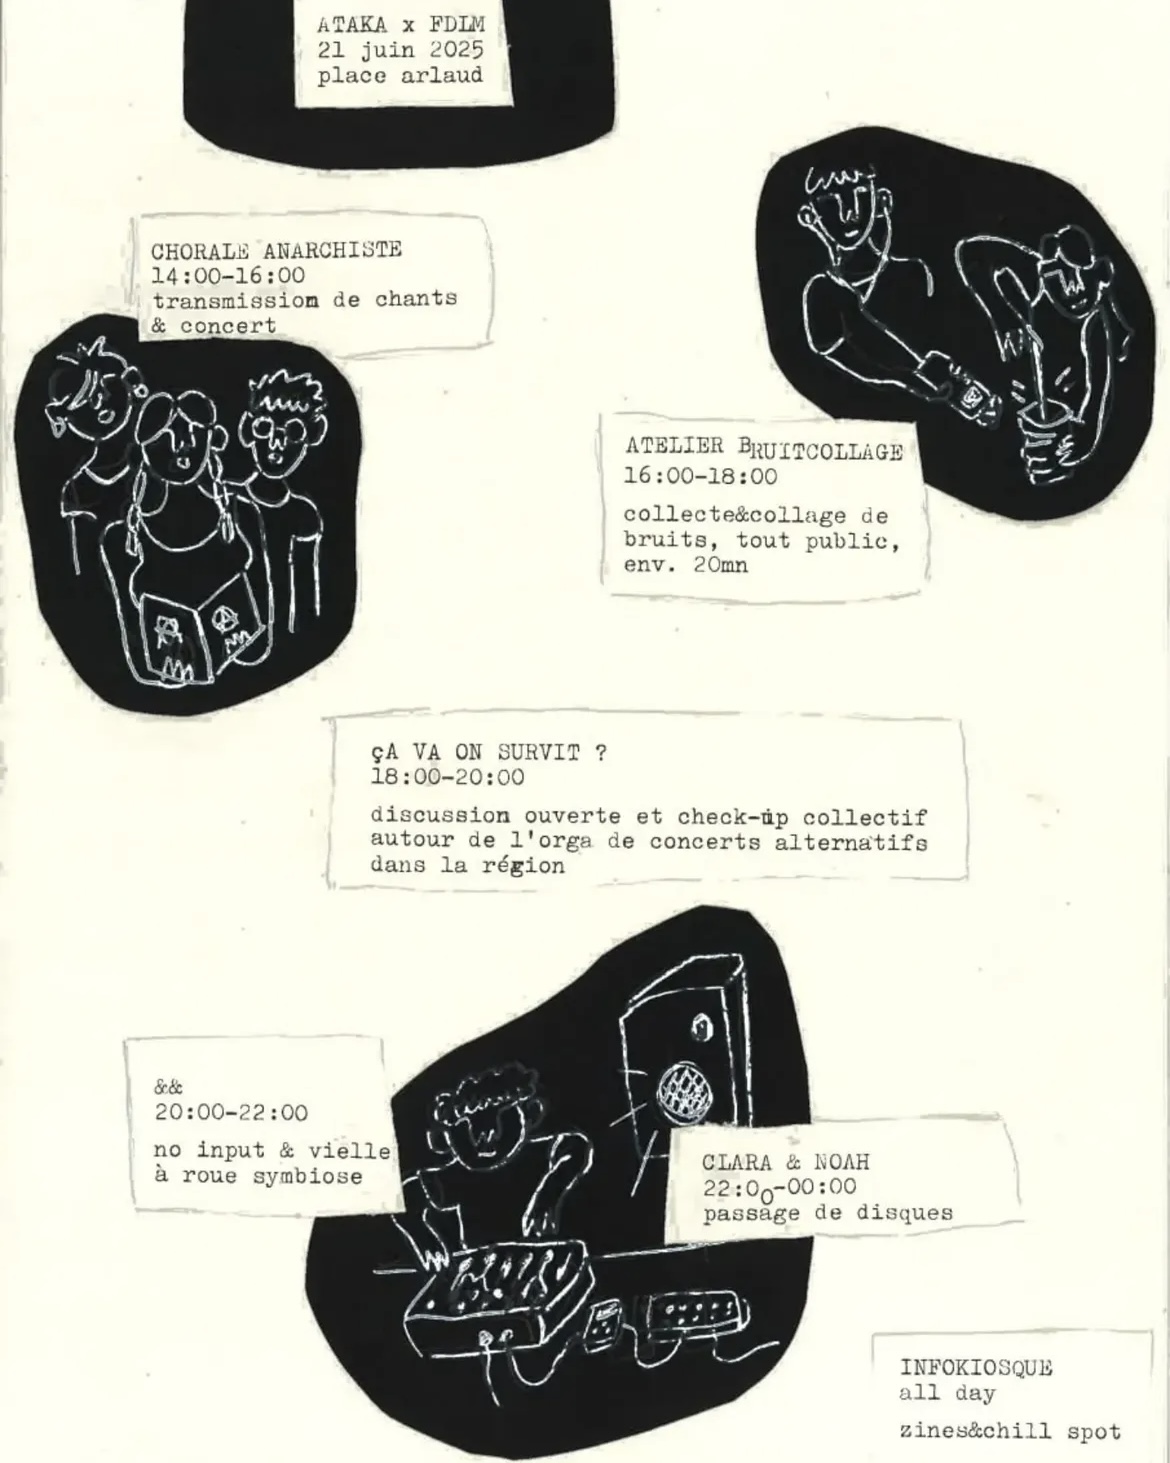 ATAKA x FDLM
21 juin 2025
place arlaud
CHORALE ANARCHISTE
14:00-16:00
transmission de chants
& concert
ATELIER BRUITCOLLAGE
16:00-18:00
collecte&collage de
bruits, tout public,
env. 20mn
çA VA ON SURVIT ?
18:00-20:00
discussion ouverte et check-up collectif
autour de l'orga de concerts alternatifs
dans la région
&&
20:00-22:00
no input & vielle
à roue symbiose
CLARA & NOAH
22:00-00:00
passage de disques
INFOKIOSQUE
all day
zines&chill spot